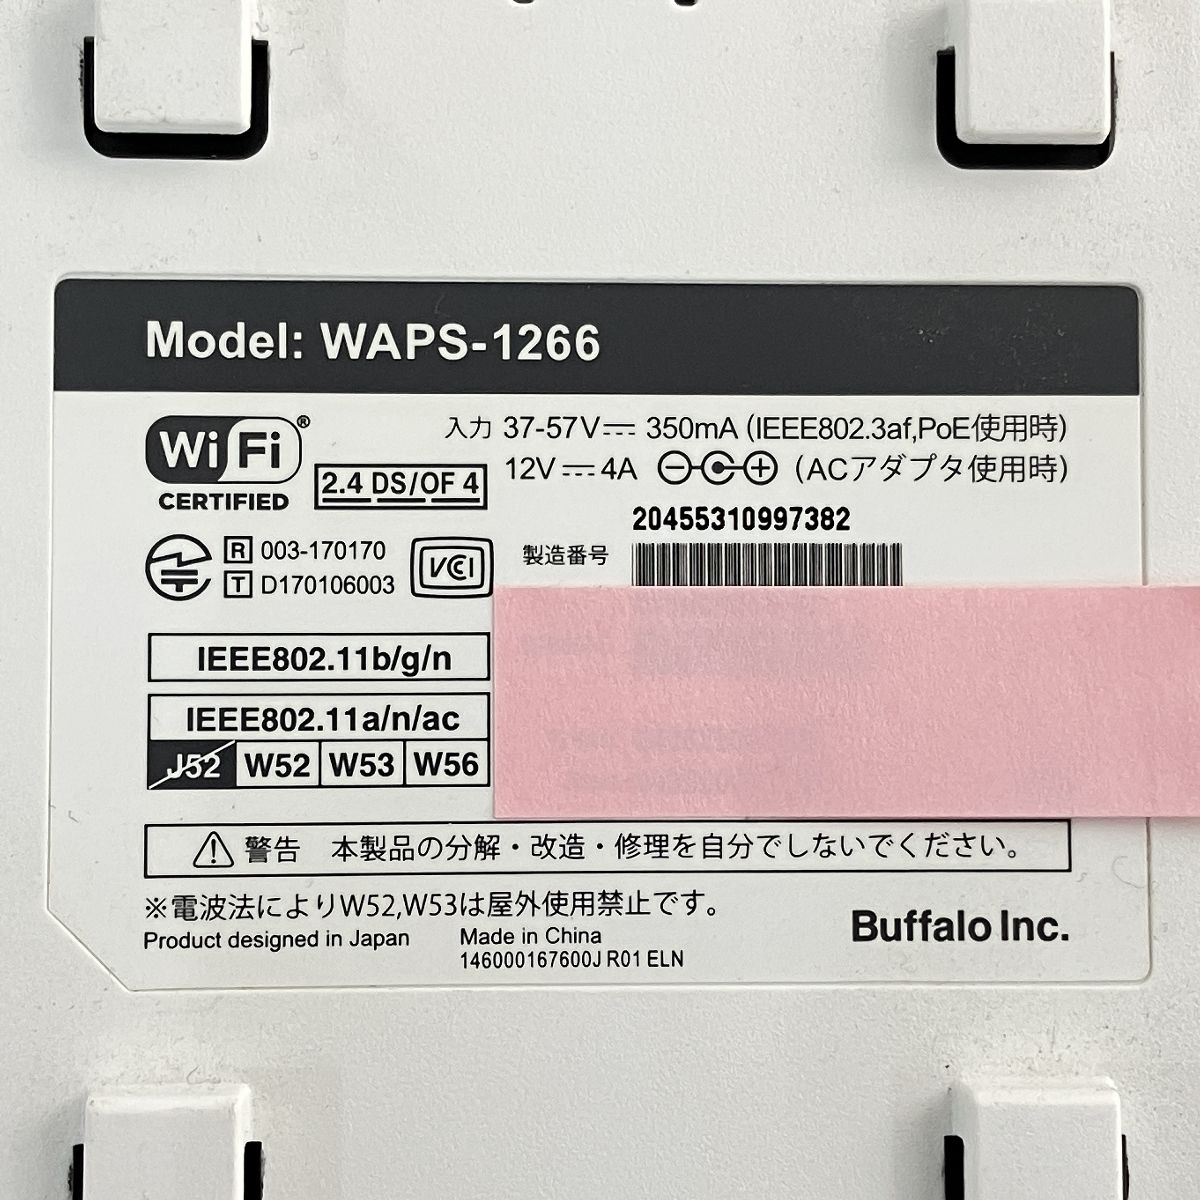 Model: WAPS-1266
Wi Fi®
CERTIFIED
2.4 DS/OF 4
入力 37-57V⎓ 350mA (IEEE802.3af,PoE使用時)
12V⎓4A （ACアダプタ使用時）
20455310997382
製造番号
R 003-170170
T D170106003
VCCI
IEEE802.11b/g/n
IEEE802.11a/n/ac
J52 W52 W53 W56
警告 本製品の分解・改造・修理を自分でしないでください。
※電波法によりW52,W53は屋外使用禁止です。
Product designed in Japan Made in China
146000167600J R01 ELN
Buffalo Inc.